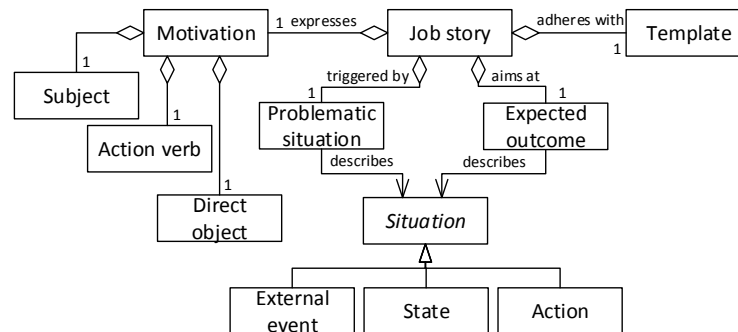 Motivation
1 expresses
Job story
adheres with
1
Template
1
Subject
1
Action verb
1
Direct
object
triggered by
1
Problematic
situation
aims at
1
Expected
outcome
describes
describes
Situation
External
event
State
Action